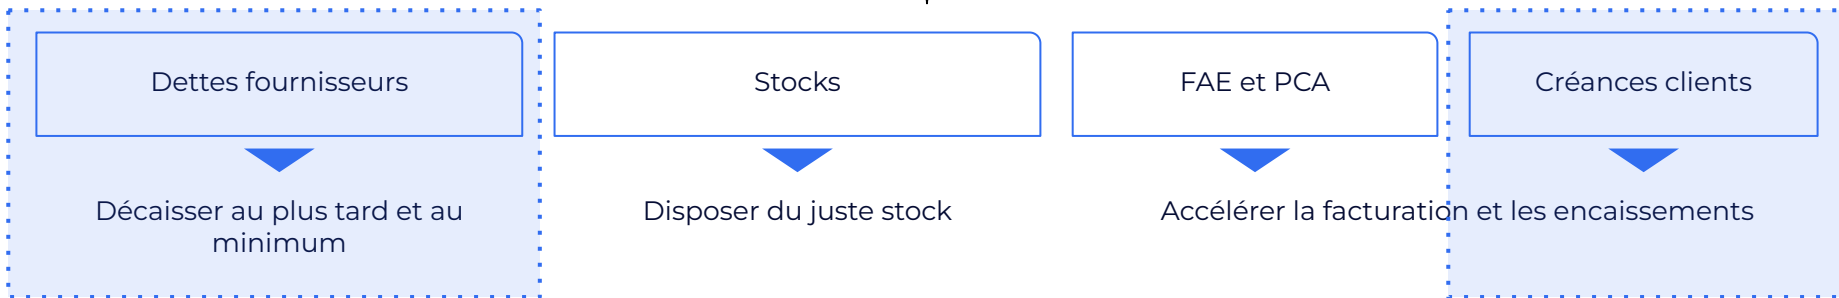 Dettes fournisseurs
Stocks
FAE et PCA
Créances clients
Décaisser au plus tard et au
minimum
Disposer du juste stock
Accélérer la facturation et les encaissements